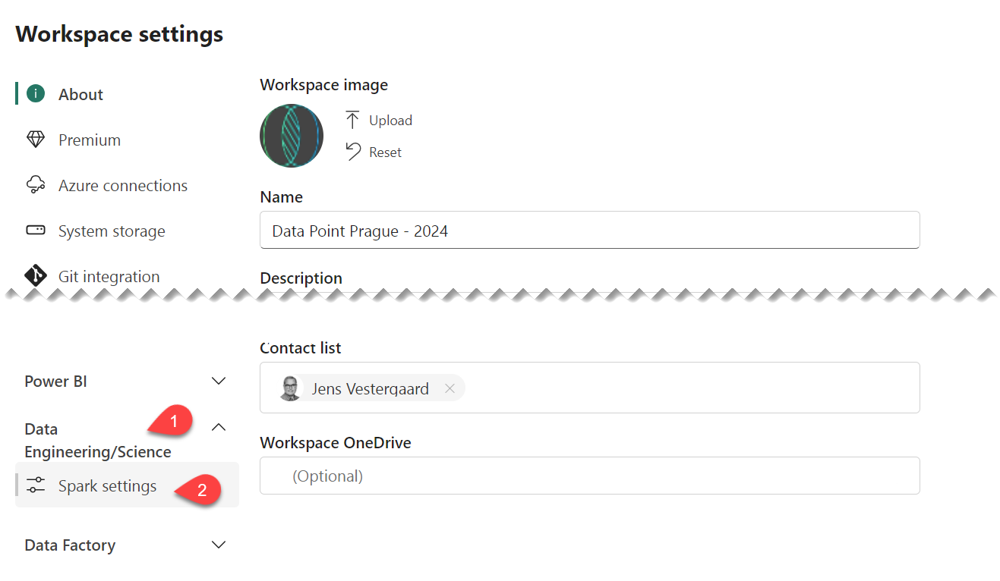 Workspace settings
About
Premium
Azure connections
System storage
Git integration
Workspace image
Upload
Reset
Name
Data Point Prague - 2024
Description
Power BI
Data
Engineering/Science
1
Spark settings
2
Data Factory
Contact list
Jens Vestergaard
Workspace OneDrive
(Optional)